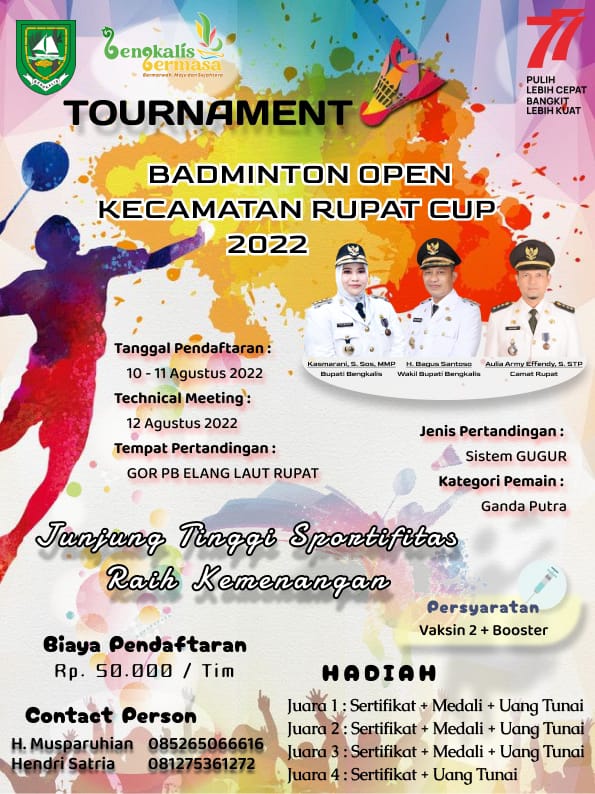 Bengkalis
Bermasa
Bermarwah, Maju dan Sejahtera
77
PULIH
LEBIH CEPAT
BANGKIT
LEBIH KUAT
TOURNAMENT
BADMINTON OPEN
KECAMATAN RUPAT CUP
2022
Kasmarani, S. Sos, MMP
Bupati Bengkalis
H. Bagus Santoso
Wakil Bupati Bengkalis
Aulia Army Effendy, S. STP
Camat Rupat
Tanggal Pendaftaran :
10 - 11 Agustus 2022
Technical Meeting :
12 Agustus 2022
Tempat Pertandingan :
GOR PB ELANG LAUT RUPAT
Jenis Pertandingan :
Sistem GUGUR
Kategori Pemain :
Ganda Putra
Junjung Tinggi Sportifitas
Raih Kemenangan
Persyaratan
Vaksin 2 + Booster
Biaya Pendaftaran
Rp. 50.000 / Tim
Contact Person
H. Musparuhian 085265066616
Hendri Satria 081275361272
HADIAH
Juara 1 : Sertifikat + Medali + Uang Tunai
Juara 2 : Sertifikat + Medali + Uang Tunai
Juara 3 : Sertifikat + Medali + Uang Tunai
Juara 4 : Sertifikat + Uang Tunai